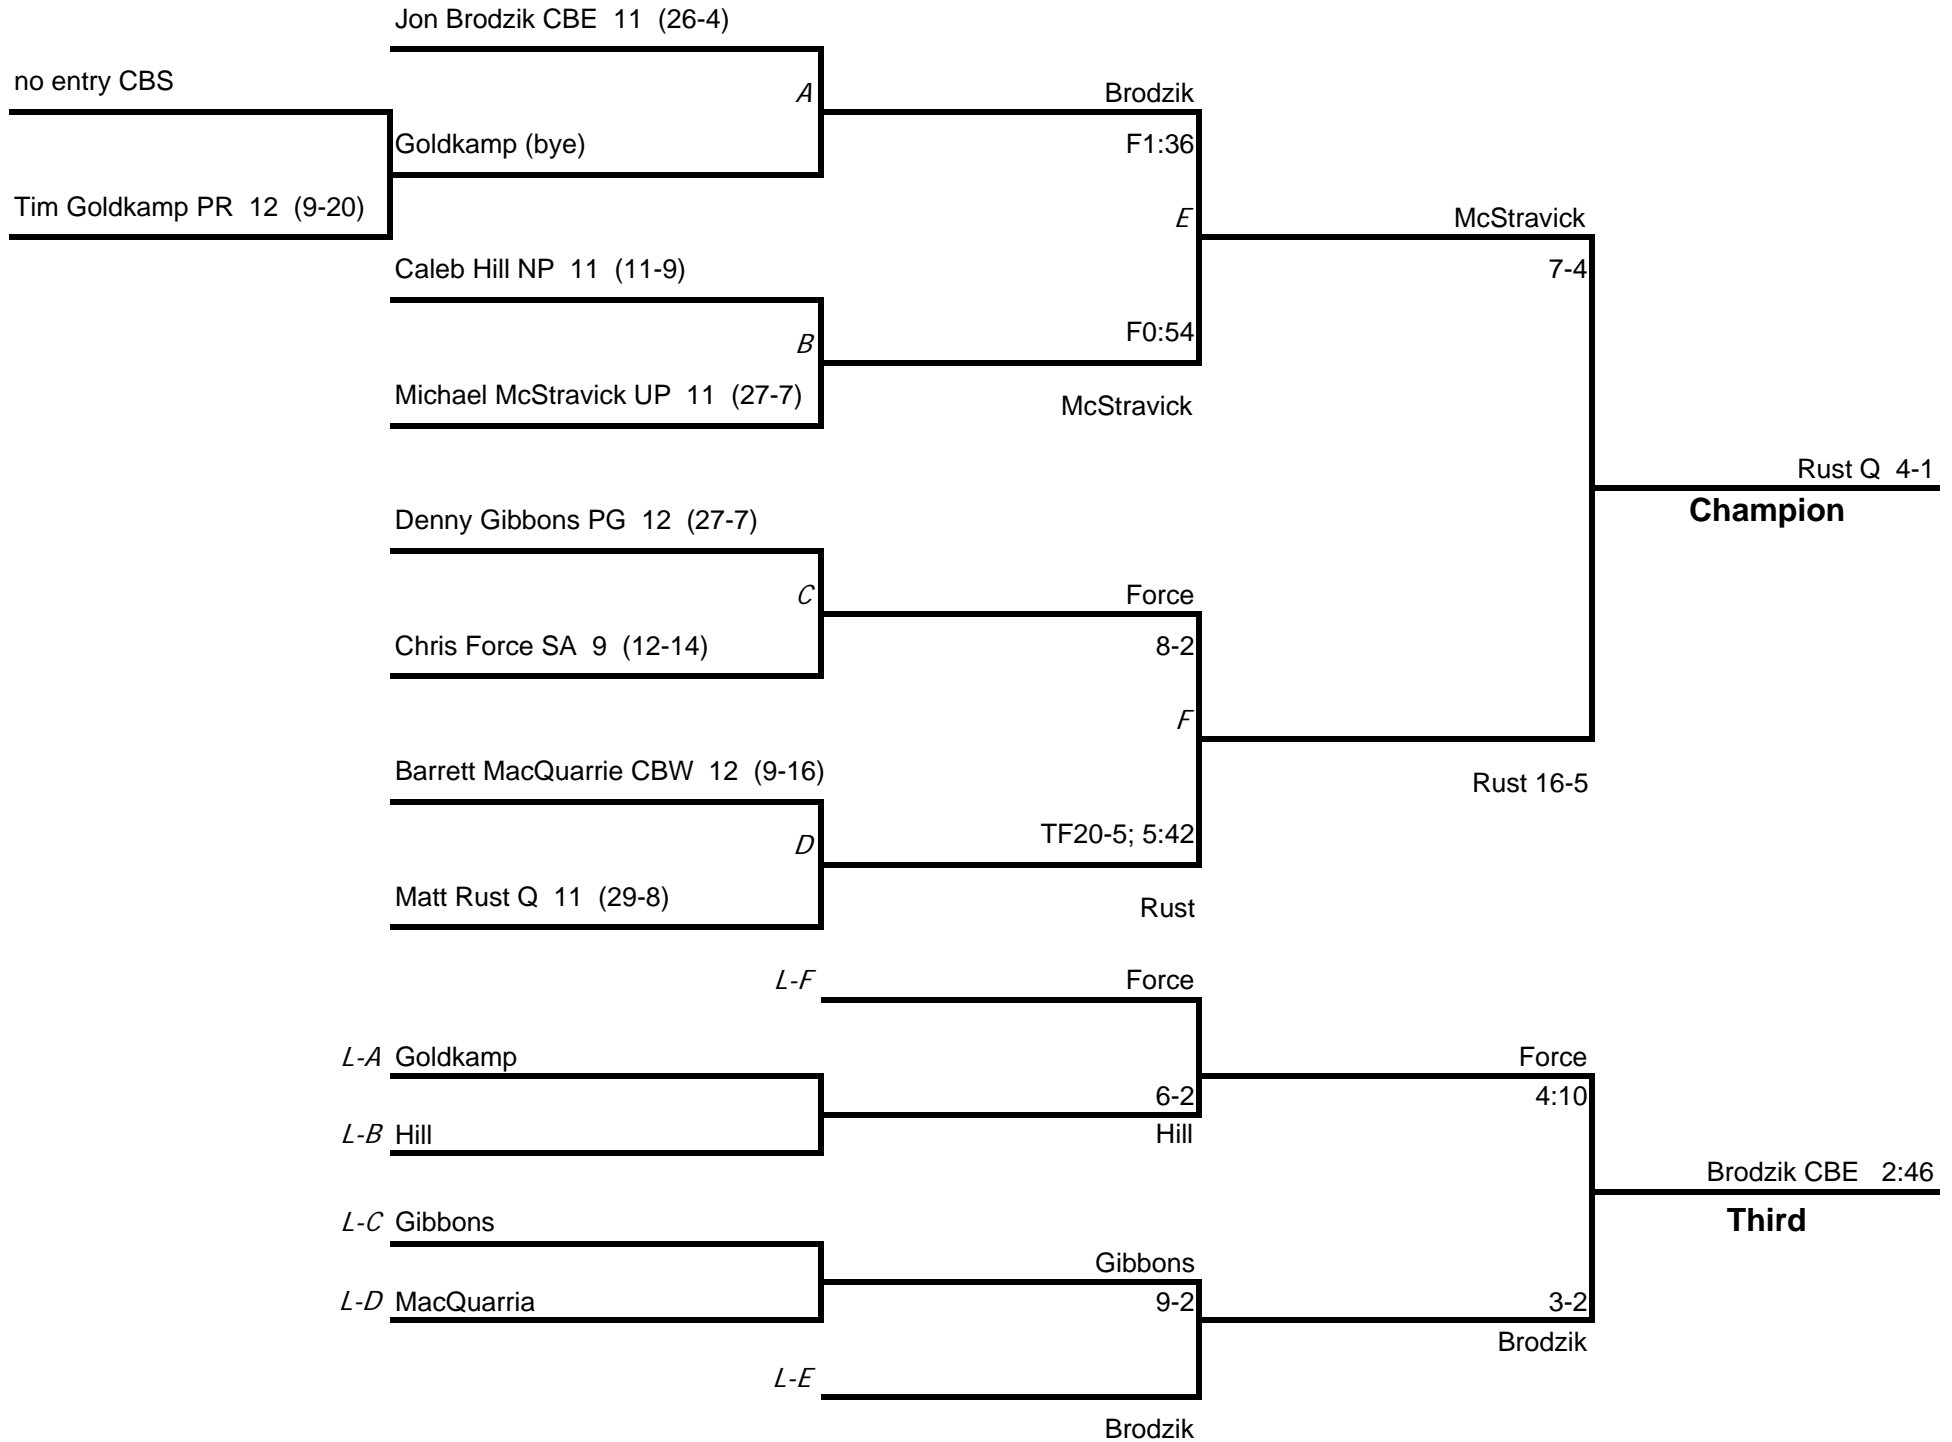 Jon Brodzik CBE 11 (26-4)
no entry CBS
A
Brodzik
Goldkamp (bye)
F1:36
Tim Goldkamp PR 12 (9-20)
E
McStravick
Caleb Hill NP 11 (11-9)
7-4
B
F0:54
Michael McStravick UP 11 (27-7)
McStravick
Rust Q 4-1
Champion
Denny Gibbons PG 12 (27-7)
C
Force
Chris Force SA 9 (12-14)
8-2
F
Barrett MacQuarrie CBW 12 (9-16)
Rust 16-5
D
TF20-5; 5:42
Matt Rust Q 11 (29-8)
Rust
L-F
Force
L-A Goldkamp
Force
6-2
4:10
L-B Hill
Hill
Brodzik CBE 2:46
Third
L-C Gibbons
Gibbons
L-D MacQuarria
9-2
3-2
Brodzik
L-E
Brodzik